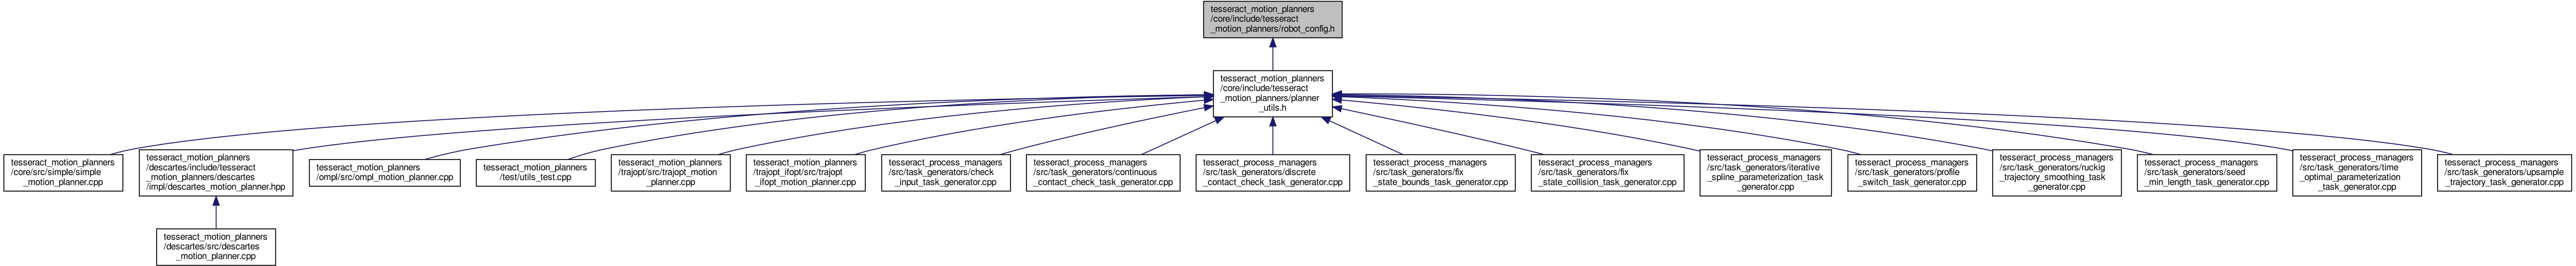 tesseract_motion_planners
/core/include/tesseract
_motion_planners/robot_config.h
tesseract_motion_planners
/core/include/tesseract
_motion_planners/planner
_utils.h
tesseract_motion_planners
/core/src/simple/simple
_motion_planner.cpp
tesseract_motion_planners
/descartes/include/tesseract
_motion_planners/descartes
/impl/descartes_motion_planner.hpp
tesseract_motion_planners
/ompl/src/ompl_motion_planner.cpp
tesseract_motion_planners
/test/utils_test.cpp
tesseract_motion_planners
/trajopt/src/trajopt_motion
_planner.cpp
tesseract_motion_planners
/trajopt_ifopt/src/trajopt
_ifopt_motion_planner.cpp
tesseract_process_managers
/src/task_generators/check
_input_task_generator.cpp
tesseract_process_managers
/src/task_generators/continuous
_contact_check_task_generator.cpp
tesseract_process_managers
/src/task_generators/discrete
_contact_check_task_generator.cpp
tesseract_process_managers
/src/task_generators/fix
_state_bounds_task_generator.cpp
tesseract_process_managers
/src/task_generators/fix
_state_collision_task_generator.cpp
tesseract_process_managers
/src/task_generators/iterative
_spline_parameterization_task
_generator.cpp
tesseract_process_managers
/src/task_generators/profile
_switch_task_generator.cpp
tesseract_process_managers
/src/task_generators/ruckig
_trajectory_smoothing_task
_generator.cpp
tesseract_process_managers
/src/task_generators/seed
_min_length_task_generator.cpp
tesseract_process_managers
/src/task_generators/time
_optimal_parameterization
_task_generator.cpp
tesseract_process_managers
/src/task_generators/upsample
_trajectory_task_generator.cpp
tesseract_motion_planners
/descartes/src/descartes
_motion_planner.cpp